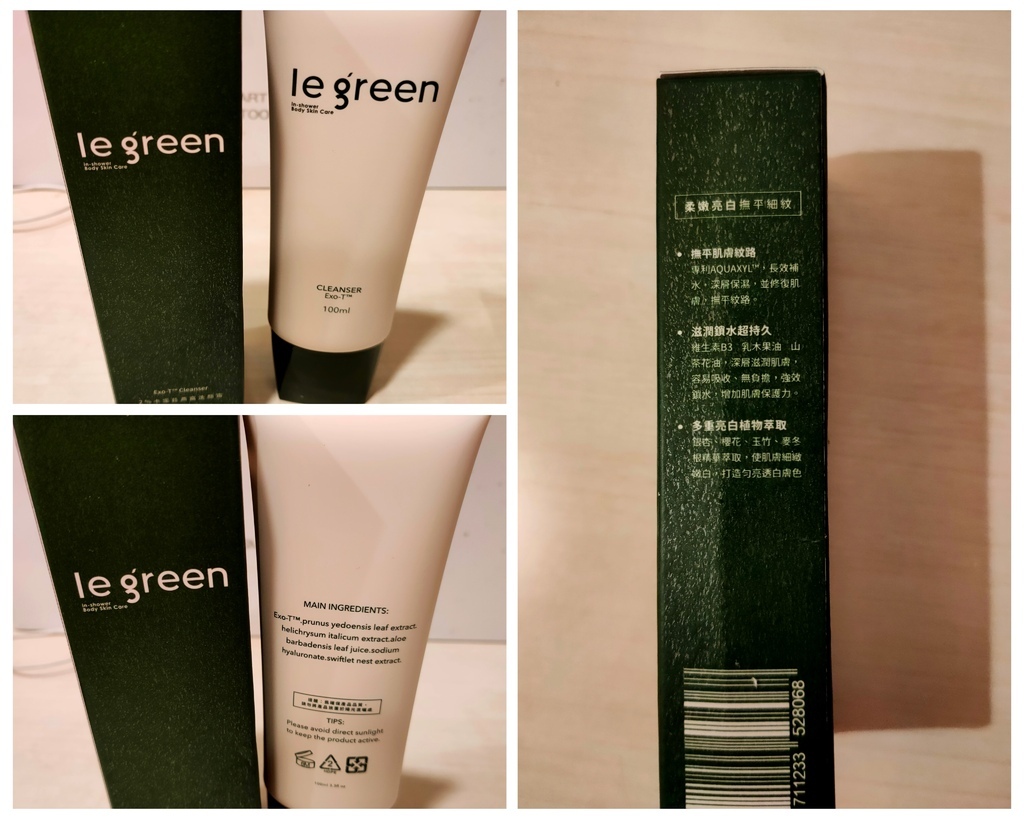 le green
in-shower
Body Skin Care
Exo-T™ Cleanser
le green
in-shower
Body Skin Care
CLEANSER
Exo-T™
100ml
le green
in-shower
Body Skin Care
MAIN INGREDIENTS:
Exo-T™.prunus yedoensis leaf extract.
helichrysum italicum extract.aloe
barbadensis leaf juice.sodium
hyaluronate.swiftlet nest extract.
TIPS:
Please avoid direct sunlight
to keep the product active.
柔嫩亮白撫平細紋
• 撫平肌膚紋路
專利AQUAXYL™,長效補
水,深層保濕,並修復肌
膚,撫平紋路。
• 滋潤鎖水超持久
維生素B3 乳木果油 山
茶花油,深層滋潤肌膚,
容易吸收、無負擔,強效
鎖水,增加肌膚保護力。
• 多重亮白植物萃取
銀杏、櫻花、玉竹、麥冬
根精華萃取,使肌膚細緻
嫩白,打造勻亮透白膚色
711233 528068